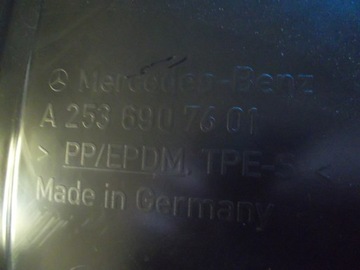 Mercedes-Benz
A 253 690 76 01
> PP/EPDM, TPE-S <
Made in Germany